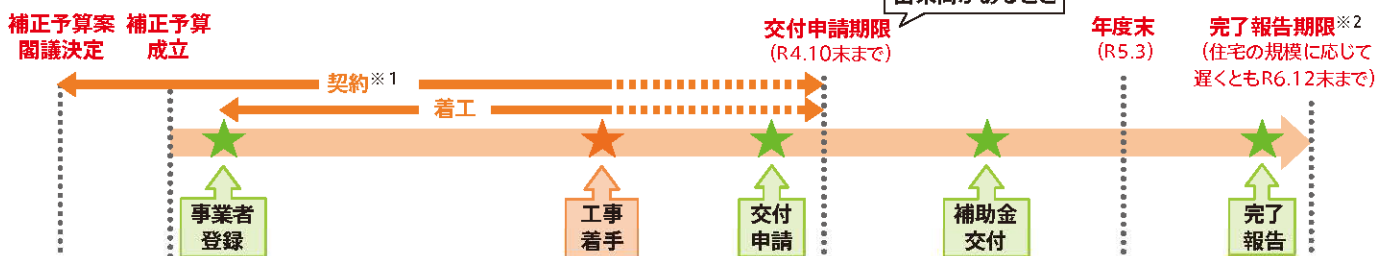 補正予算案
閣議決定
補正予算
成立
交付申請期限
(R4.10末まで)
年度末
(R5.3)
完了報告期限※2
(住宅の規模に応じて
遅くともR6.12末まで)
契約※1
着工
事業者
登録
工事
着手
交付
申請
補助金
交付
完了
報告